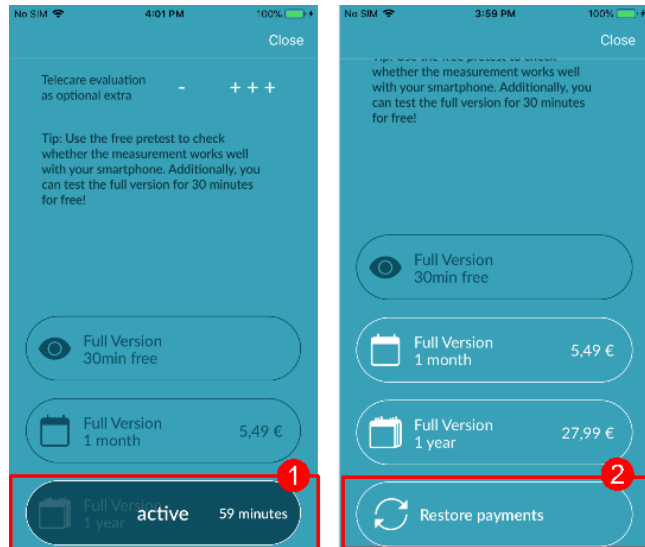 No SIM 4:01 PM 100%
Close
Telecare evaluation
as optional extra
- + + +
Tip: Use the free pretest to check
whether the measurement works well
with your smartphone. Additionally, you
can test the full version for 30 minutes
for free!
Full Version
30min free
Full Version
1 month
5,49 €
1
Full Version
1 year
active
59 minutes
No SIM 3:59 PM 100%
Close
Tip: Use the free pretest to check
whether the measurement works well
with your smartphone. Additionally, you
can test the full version for 30 minutes
for free!
Full Version
30min free
Full Version
1 month
5,49 €
Full Version
1 year
27,99 €
2
Restore payments